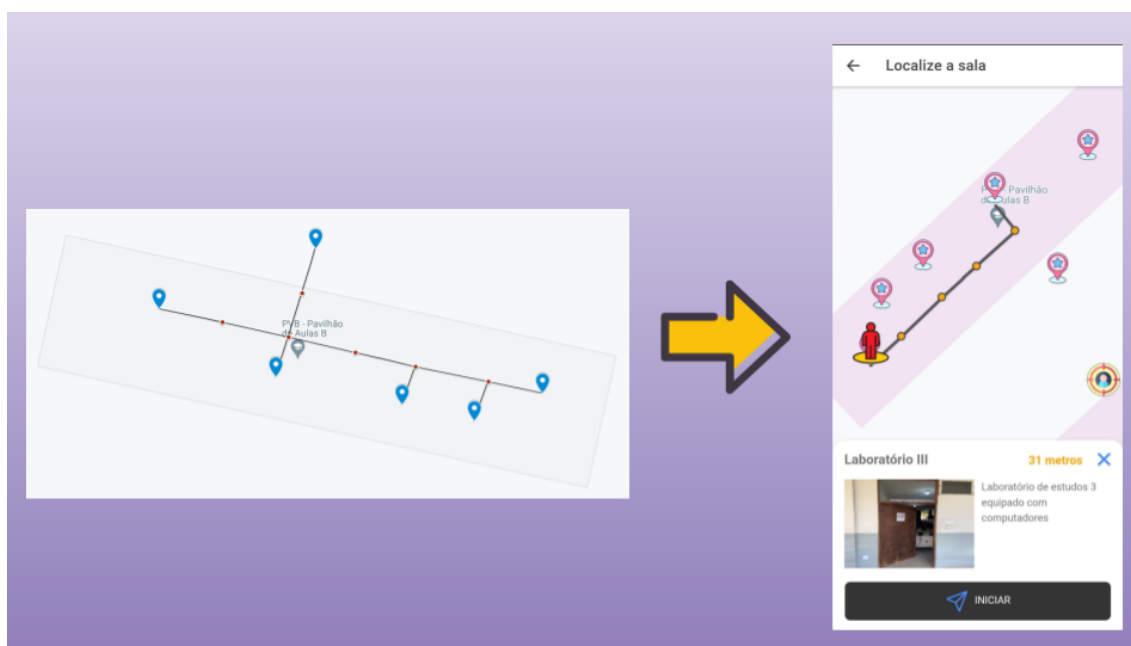 PVB - Pavilhão
de Aulas B
Localize a sala
Pavilhão
Aulas B
Laboratório III
31 metros
Laboratório de estudos 3
equipado com
computadores
INICIAR